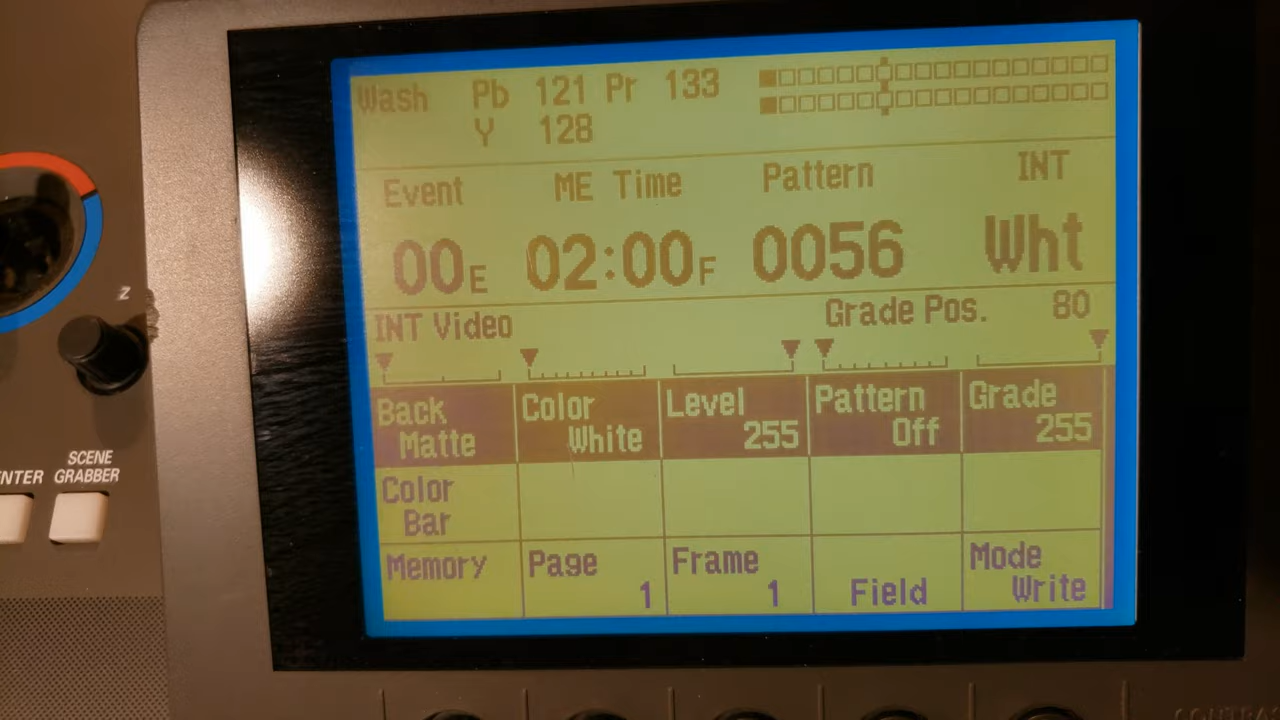 Wash Pb 121 Pr 133
Y 128
Event ME Time Pattern INT
00E 02:00F 0056 Wht
INT Video Grade Pos. 80
Back Color Level Pattern Grade
Matte White 255 Off 255
Color
Bar
Memory Page Frame Mode
1 1 Field Write
Z
SCENE
NTER GRABBER